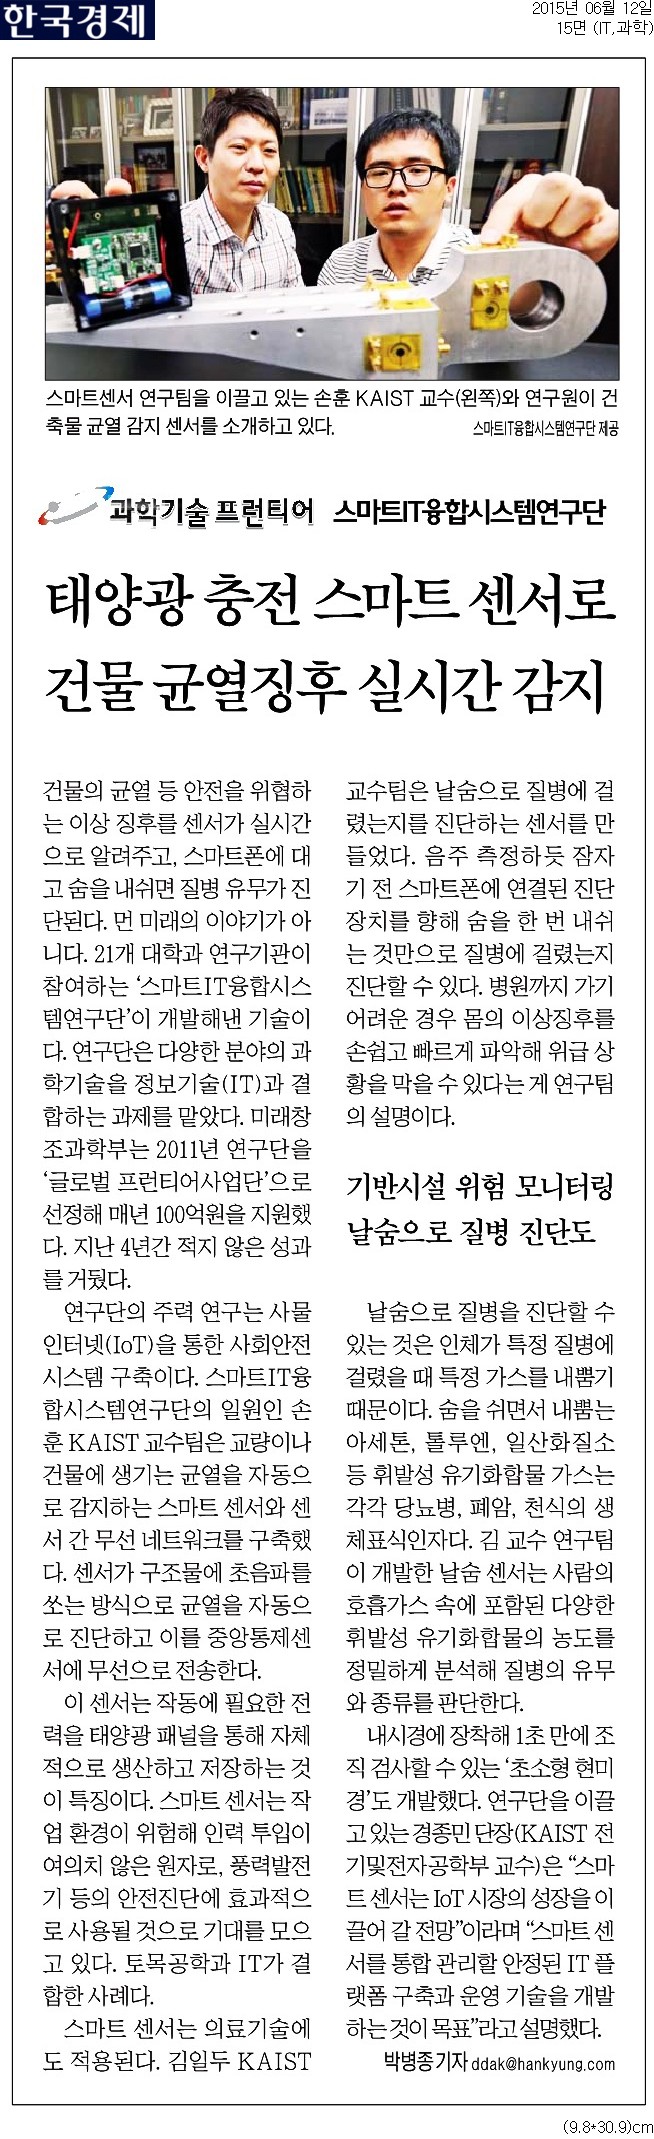 한국경제
2015년 06월 12일
15면 (IT,과학)
스마트센서 연구팀을 이끌고 있는 손훈 KAIST 교수(왼쪽)와 연구원이 건
축물 균열 감지 센서를 소개하고 있다.
스마트IT융합시스템연구단 제공
과학기술 프런티어 스마트IT융합시스템연구단
태양광 충전 스마트 센서로
건물 균열징후 실시간 감지
건물의 균열 등 안전을 위협하
는 이상 징후를 센서가 실시간
으로 알려주고, 스마트폰에 대
고 숨을 내쉬면 질병 유무가 진
단된다. 먼 미래의 이야기가 아
니다. 21개 대학과 연구기관이
참여하는 ‘스마트IT융합시스
템연구단’이 개발해낸 기술이
다. 연구단은 다양한 분야의 과
학기술을 정보기술(IT)과 결
합하는 과제를 맡았다. 미래창
조과학부는 2011년 연구단을
‘글로벌 프런티어사업단’으로
선정해 매년 100억원을 지원했
다. 지난 4년간 적지 않은 성과
를 거뒀다.
연구단의 주력 연구는 사물
인터넷(IoT)을 통한 사회안전
시스템 구축이다. 스마트IT융
합시스템연구단의 일원인 손
훈 KAIST 교수팀은 교량이나
건물에 생기는 균열을 자동으
로 감지하는 스마트 센서와 센
서 간 무선 네트워크를 구축했
다. 센서가 구조물에 초음파를
쏘는 방식으로 균열을 자동으
로 진단하고 이를 중앙통제센
서에 무선으로 전송한다.
이 센서는 작동에 필요한 전
력을 태양광 패널을 통해 자체
적으로 생산하고 저장하는 것
이 특징이다. 스마트 센서는 작
업 환경이 위험해 인력 투입이
여의치 않은 원자로, 풍력발전
기 등의 안전진단에 효과적으
로 사용될 것으로 기대를 모으
고 있다. 토목공학과 IT가 결
합한 사례다.
스마트 센서는 의료기술에
도 적용된다. 김일두 KAIST
교수팀은 날숨으로 질병에 걸
렸는지를 진단하는 센서를 만
들었다. 음주 측정하듯 잠자
기 전 스마트폰에 연결된 진단
장치를 향해 숨을 한 번 내쉬
는 것만으로 질병에 걸렸는지
진단할 수 있다. 병원까지 가기
어려운 경우 몸의 이상징후를
손쉽고 빠르게 파악해 위급 상
황을 막을 수 있다는 게 연구팀
의 설명이다.
기반시설 위험 모니터링
날숨으로 질병 진단도
날숨으로 질병을 진단할 수
있는 것은 인체가 특정 질병에
걸렸을 때 특정 가스를 내뿜기
때문이다. 숨을 쉬면서 내뿜는
아세톤, 톨루엔, 일산화질소
등 휘발성 유기화합물 가스는
각각 당뇨병, 폐암, 천식의 생
체표식인자다. 김 교수 연구팀
이 개발한 날숨 센서는 사람의
호흡가스 속에 포함된 다양한
휘발성 유기화합물의 농도를
정밀하게 분석해 질병의 유무
와 종류를 판단한다.
내시경에 장착해 1초 만에 조
직 검사할 수 있는 ‘초소형 현미
경’도 개발했다. 연구단을 이끌
고 있는 경종민 단장(KAIST 전
기및전자공학부 교수)은 “스마
트 센서는 IoT 시장의 성장을 이
끌어 갈 전망”이라며 “스마트 센
서를 통합 관리할 안정된 IT 플
랫폼 구축과 운영 기술을 개발
하는 것이 목표”라고 설명했다.
박병종 기자 ddak@hankyung.com
(9.8*30.9)cm